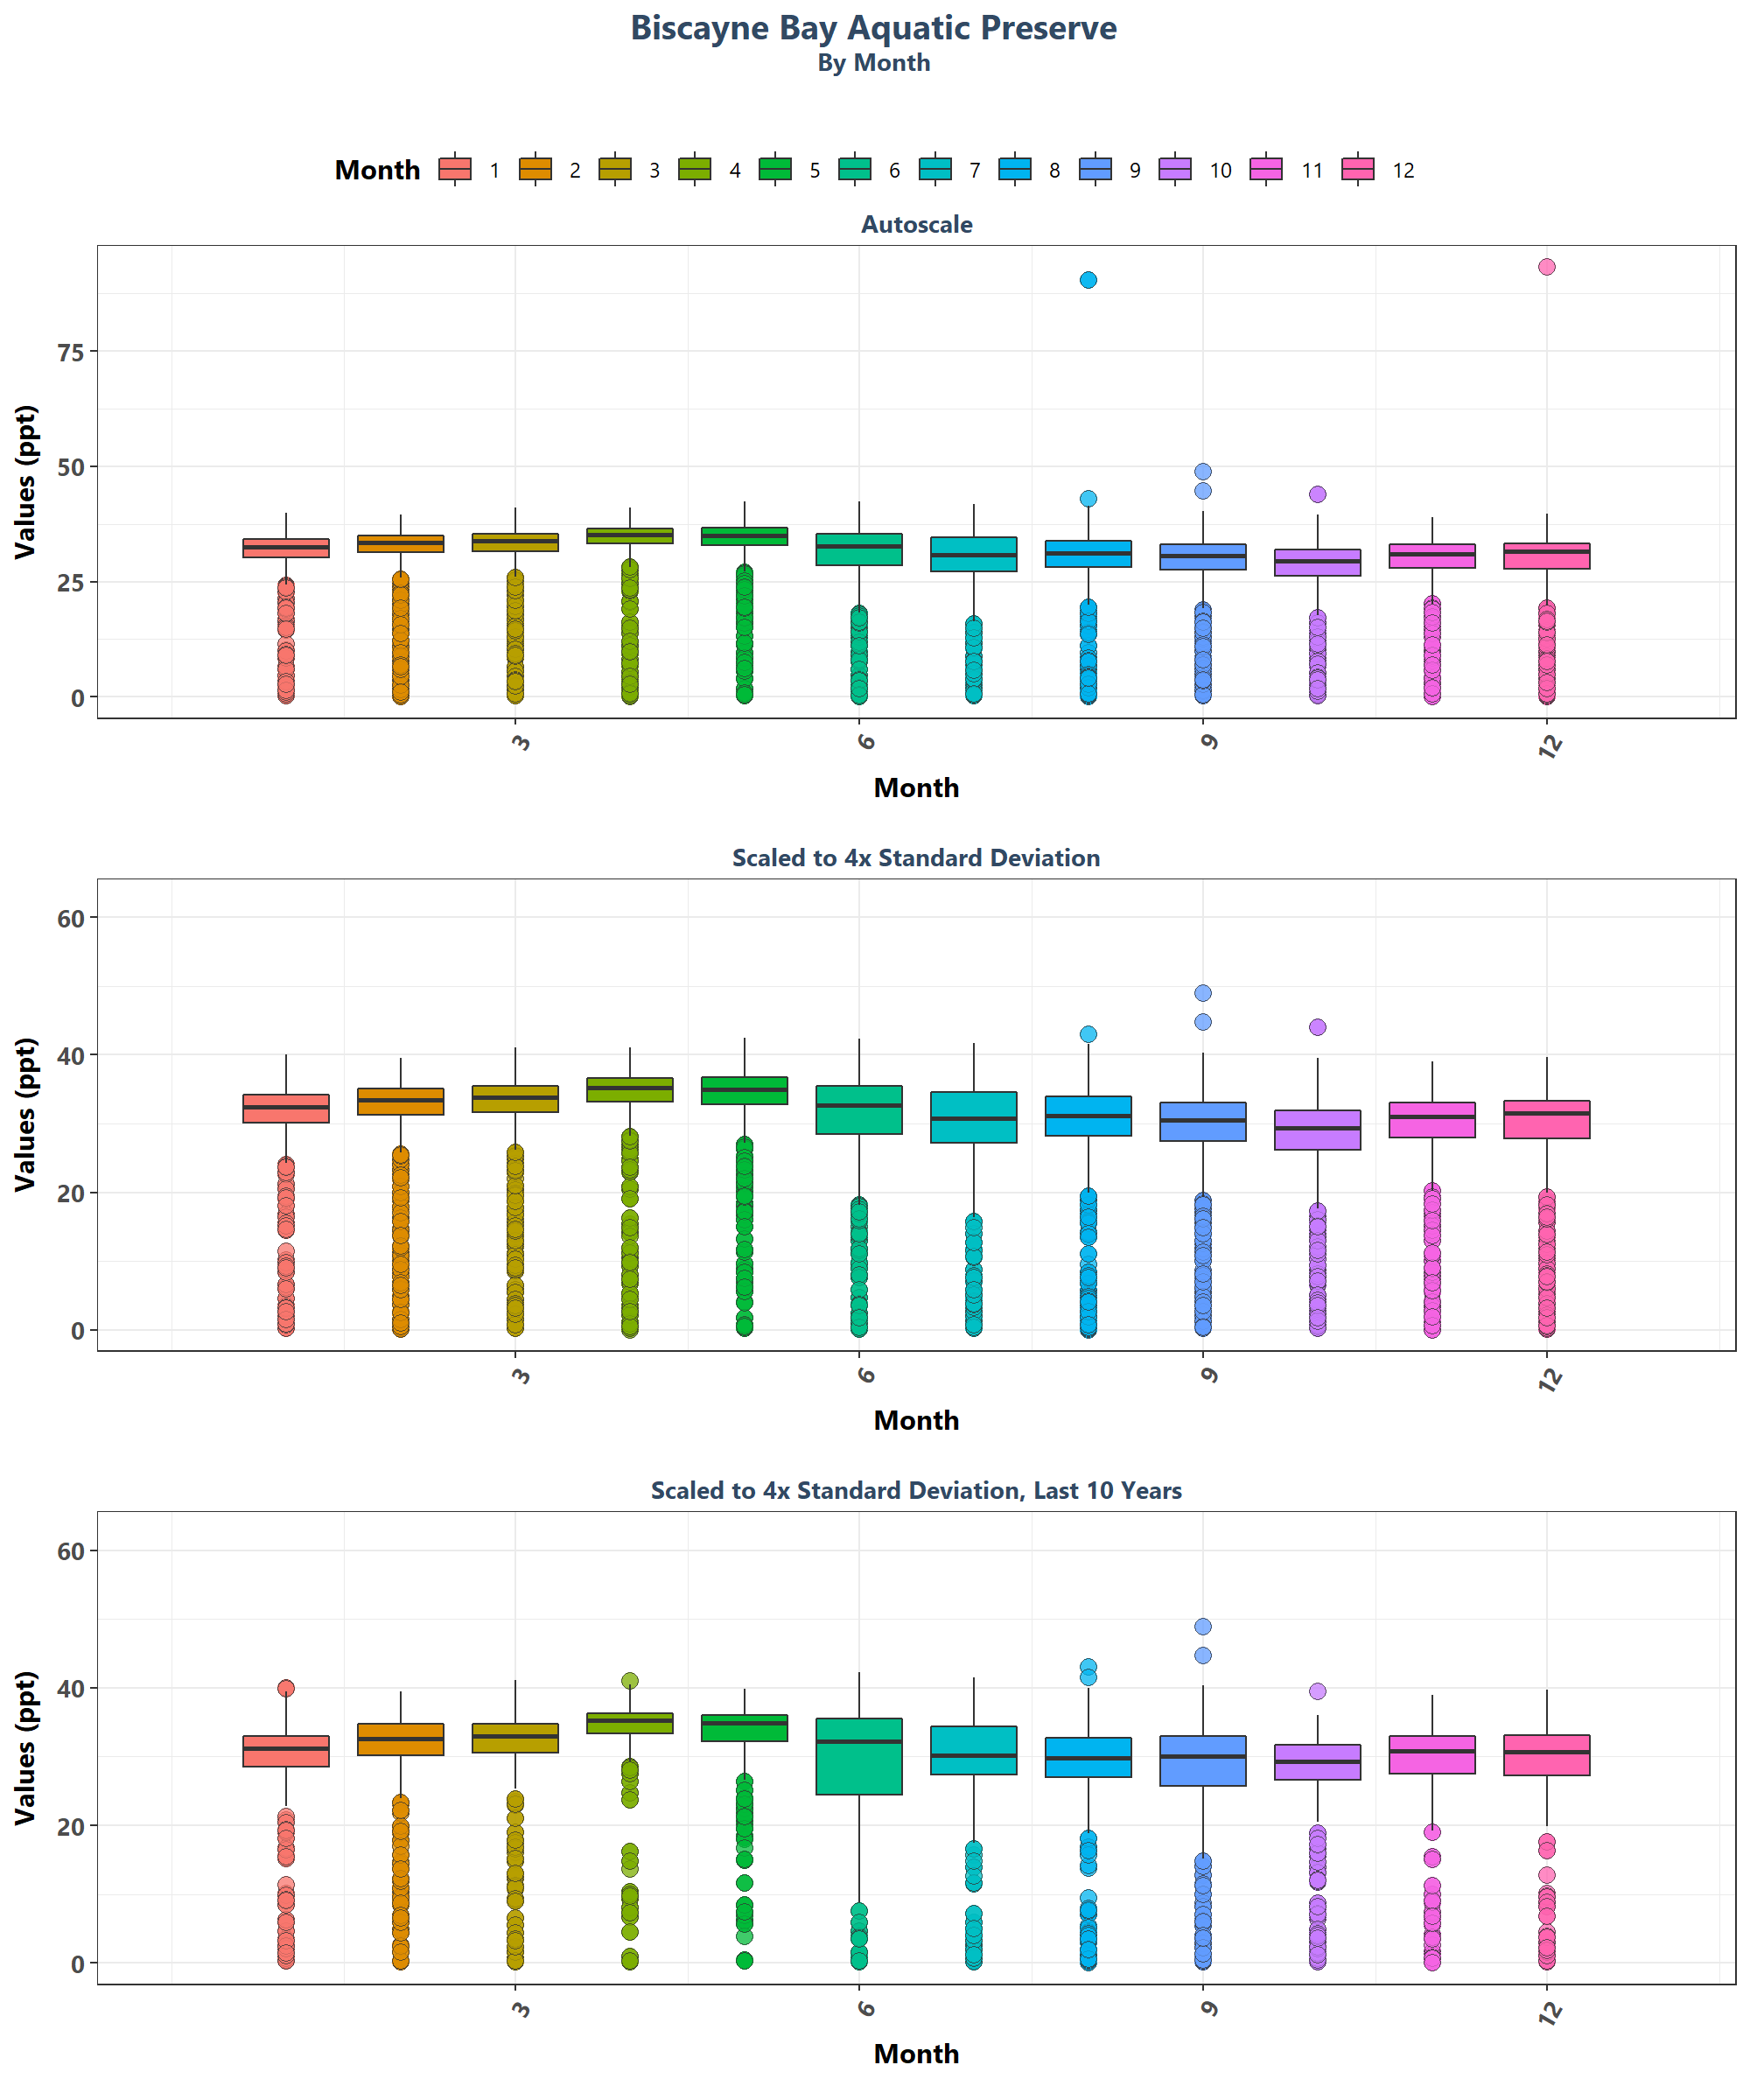 Biscayne Bay Aquatic Preserve
By Month
Month 1 2 3 4 5 6 7 8 9 10 11 12
Autoscale
Values (ppt)
75
50
25
0
3 6 9 12
Month
Scaled to 4x Standard Deviation
Values (ppt)
60
40
20
0
3 6 9 12
Month
Scaled to 4x Standard Deviation, Last 10 Years
Values (ppt)
60
40
20
0
3 6 9 12
Month